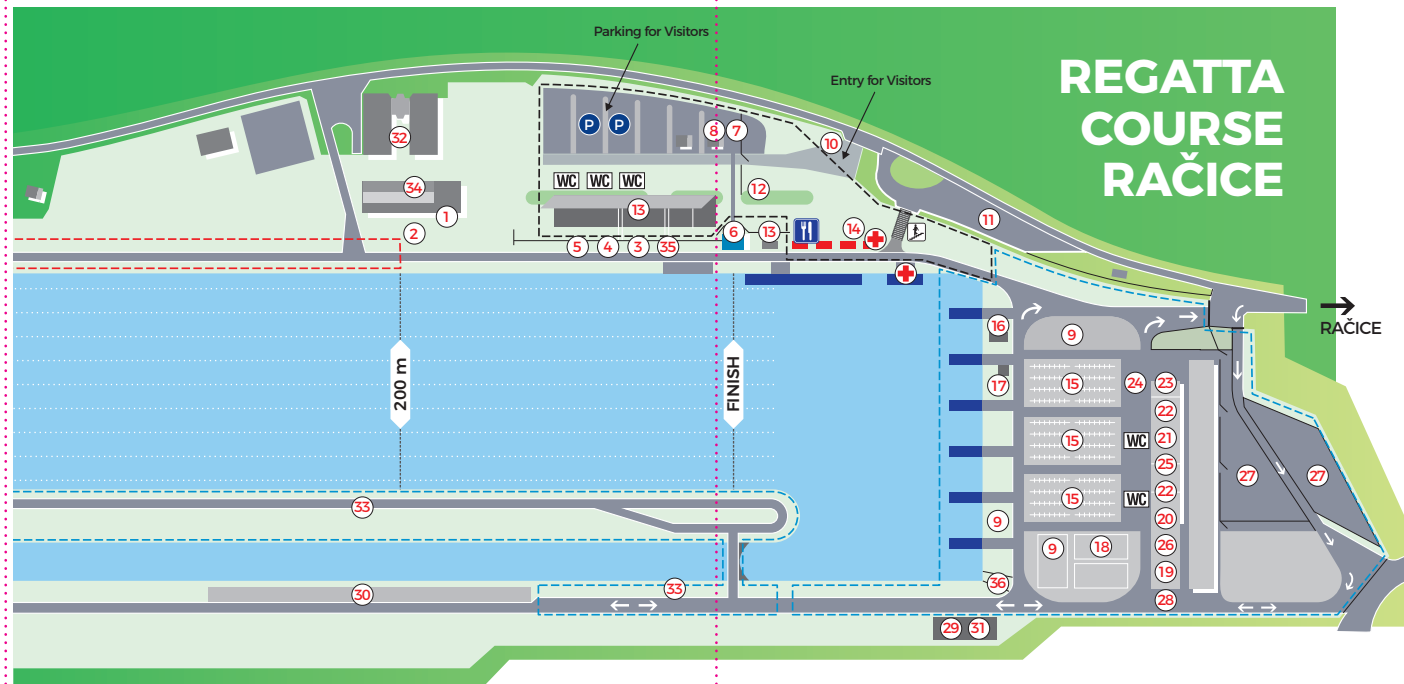 Parking for Visitors
Entry for Visitors
REGATTA
COURSE
RAČICE
P P
8 7
10
32
WC WC WC
34
1
13
12
2
5 4 3 35
6
13
14
11
RAČICE
200 m
FINISH
16
9
17
15
24 23
22
15
WC
21
25
27 27
15
WC
22
33
9
20
9 18
26
19
36
30
33
28
29 31